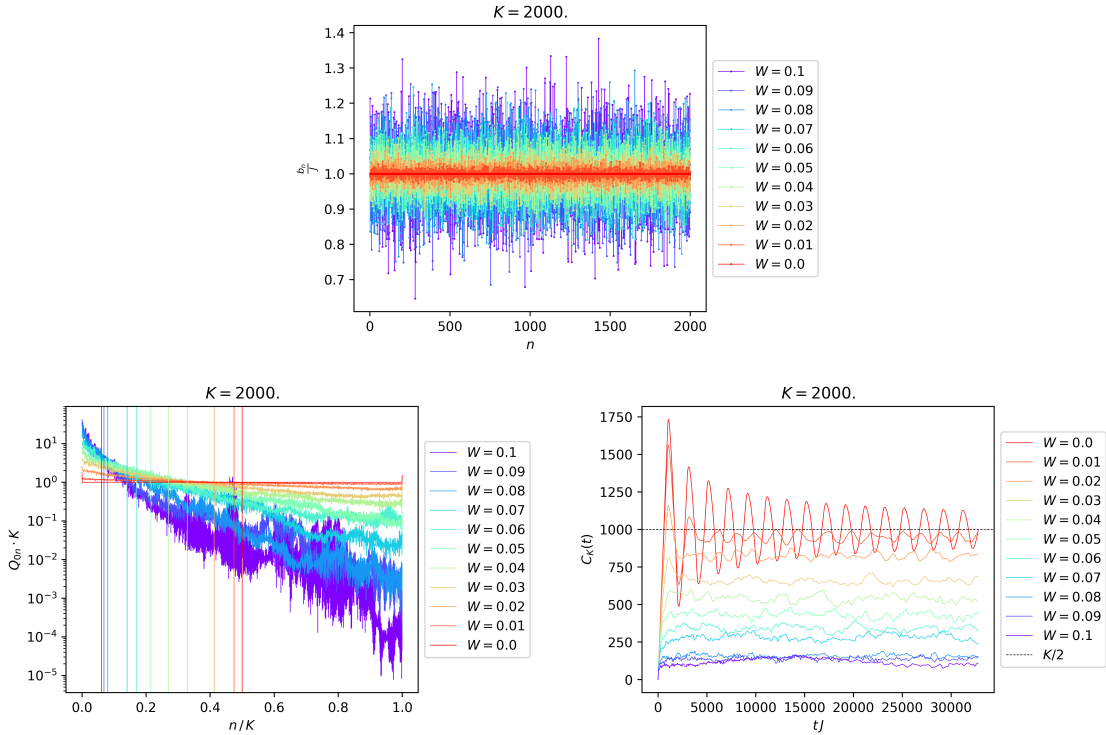 K = 2000.
1.4
1.3
1.2
1.1
1.0
0.9
0.8
0.7
b_n/J
0 500 1000 1500 2000
n
W = 0.1
W = 0.09
W = 0.08
W = 0.07
W = 0.06
W = 0.05
W = 0.04
W = 0.03
W = 0.02
W = 0.01
W = 0.0
K = 2000.
10^1
10^0
10^−1
10^−2
10^−3
10^−4
10^−5
Q_0n · K
0.0 0.2 0.4 0.6 0.8 1.0
n / K
W = 0.1
W = 0.09
W = 0.08
W = 0.07
W = 0.06
W = 0.05
W = 0.04
W = 0.03
W = 0.02
W = 0.01
W = 0.0
K = 2000.
1750
1500
1250
1000
750
500
250
0
C_K(t)
0 5000 10000 15000 20000 25000 30000
t J
W = 0.0
W = 0.01
W = 0.02
W = 0.03
W = 0.04
W = 0.05
W = 0.06
W = 0.07
W = 0.08
W = 0.09
W = 0.1
K/2